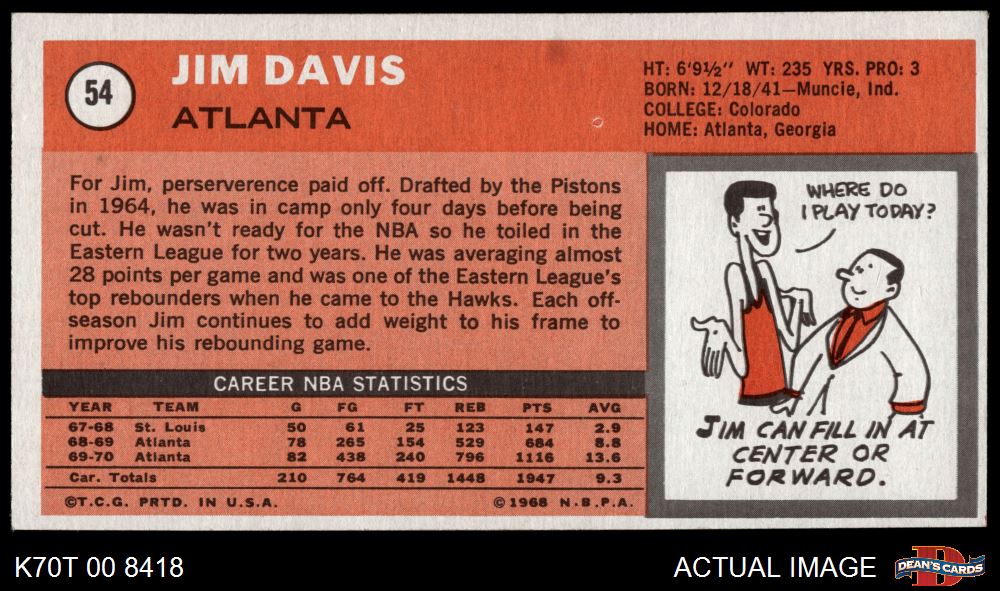 54
JIM DAVIS
ATLANTA
HT: 6'9½" WT: 235 YRS. PRO: 3
BORN: 12/18/41—Muncie, Ind.
COLLEGE: Colorado
HOME: Atlanta, Georgia
For Jim, perserverence paid off. Drafted by the Pistons
in 1964, he was in camp only four days before being
cut. He wasn't ready for the NBA so he toiled in the
Eastern League for two years. He was averaging almost
28 points per game and was one of the Eastern League's
top rebounders when he came to the Hawks. Each off-
season Jim continues to add weight to his frame to
improve his rebounding game.
WHERE DO
I PLAY TODAY?
JIM CAN FILL IN AT
CENTER OR
FORWARD.
CAREER NBA STATISTICS
YEAR TEAM G FG FT REB PTS AVG
67-68 St. Louis 50 61 25 123 147 2.9
68-69 Atlanta 78 265 154 529 684 8.8
69-70 Atlanta 82 438 240 796 1116 13.6
Car. Totals 210 764 419 1448 1947 9.3
©T.C.G. PRTD. IN U.S.A. ©1968 N.B.P.A.
K70T 00 8418
ACTUAL IMAGE
D
DEAN'S CARDS